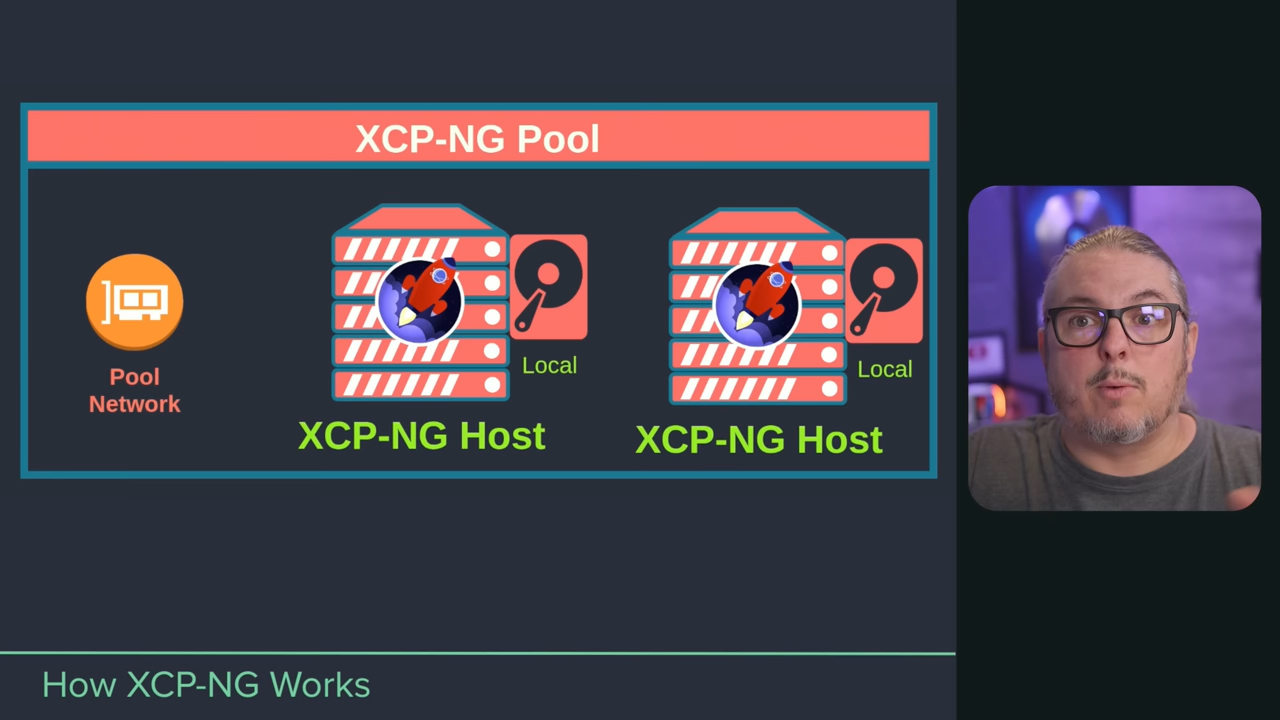 XCP-NG Pool
Pool
Network
Local
XCP-NG Host
Local
XCP-NG Host
How XCP-NG Works